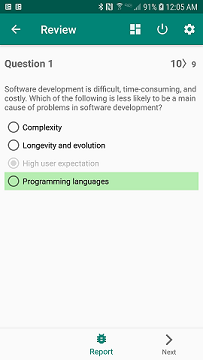 91% 12:05 AM
Review
Question 1
10 9
Software development is difficult, time-consuming, and
costly. Which of the following is less likely to be a main
cause of problems in software development?
Complexity
Longevity and evolution
High user expectation
Programming languages
Report
Next